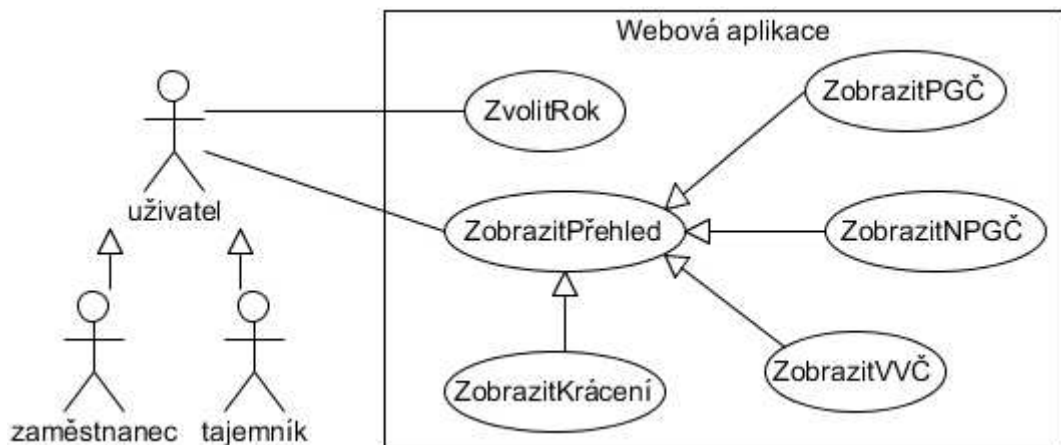 Webová aplikace
ZvolitRok
ZobrazitPGČ
uživatel
ZobrazitPřehled
ZobrazitNPGČ
ZobrazitKrácení
ZobrazitVVČ
zaměstnanec
tajemník